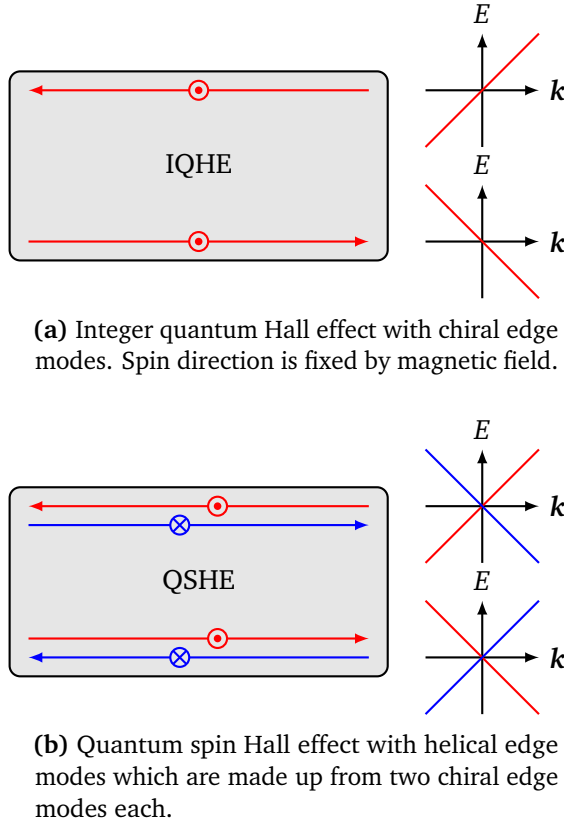 E
k
IQHE
E
k
(a) Integer quantum Hall effect with chiral edge
modes. Spin direction is fixed by magnetic field.
E
k
QSHE
E
k
(b) Quantum spin Hall effect with helical edge
modes which are made up from two chiral edge
modes each.